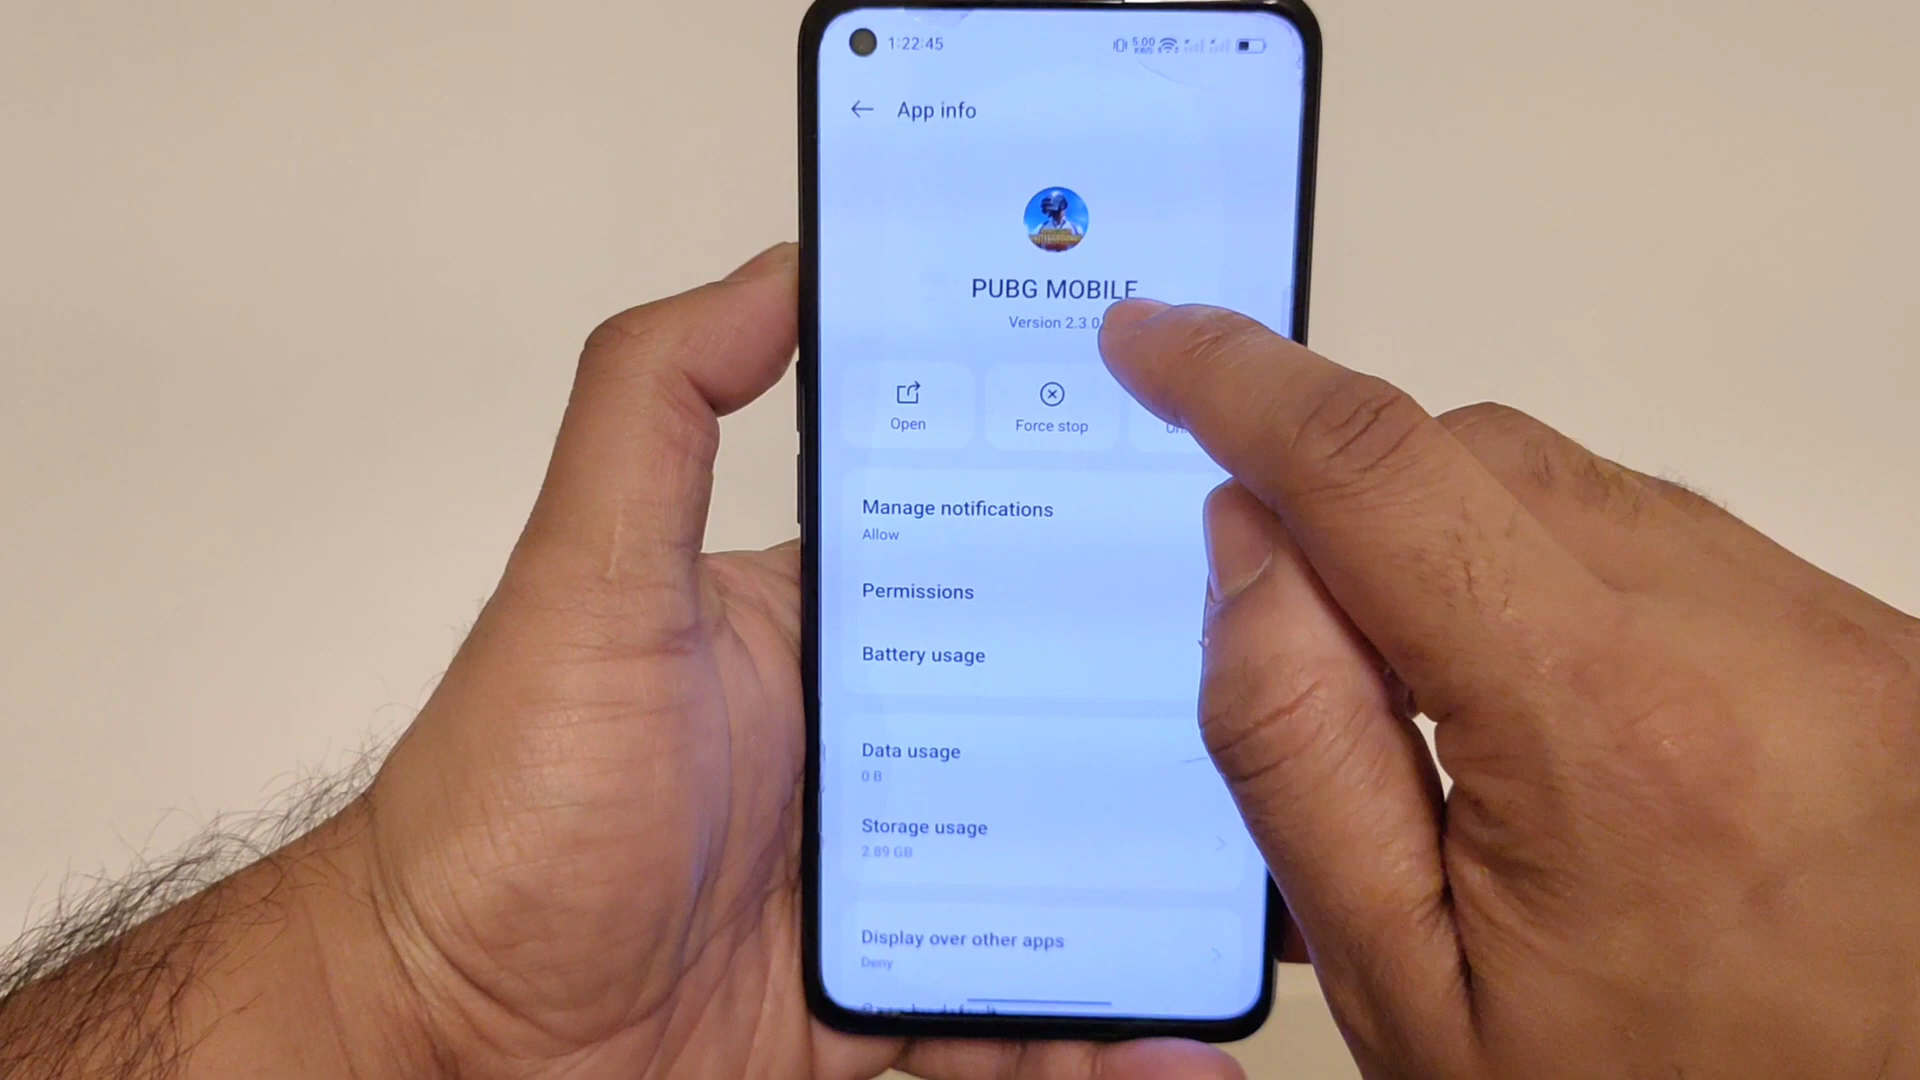 1:22:45 5.00
App info
PUBG MOBILE
Version 2.3.0
Open
Force stop
Manage notifications
Allow
Permissions
Battery usage
Data usage
0 B
Storage usage
2.89 GB
Display over other apps
Deny